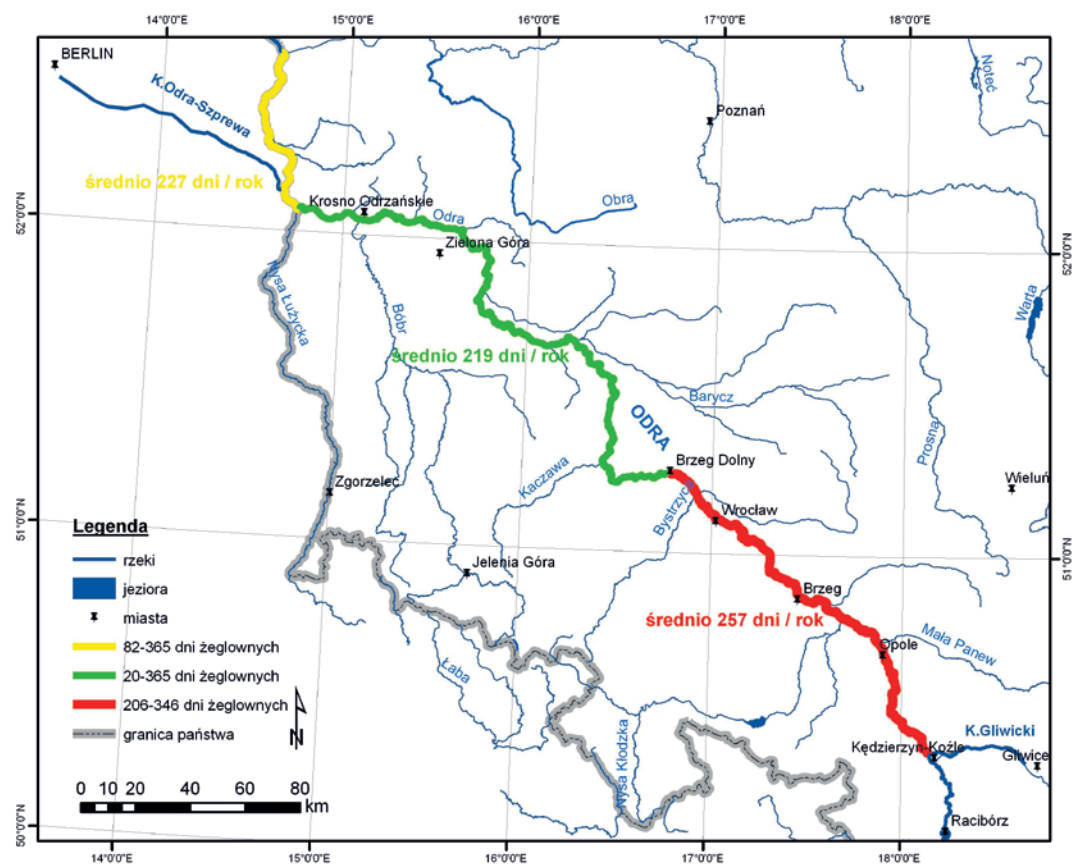 14°0'0"E 15°0'0"E 16°0'0"E 17°0'0"E 18°0'0"E
BERLIN
K.Odra-Szprewa
Noteć
Poznań
średnio 227 dni / rok
52°0'0"N
Krosno Odrzańskie
Odra
Obra
Zielona Góra
52°0'0"N
Nysa Łużycka
Bóbr
Warta
średnio 219 dni / rok
Barycz
ODRA
Prosna
Brzeg Dolny
Kaczawa
Zgorzelec
Wieluń
Bystrzyca
Wrocław
51°0'0"N
Legenda
rzeki
jeziora
miasta
82-365 dni żeglownych
20-365 dni żeglownych
206-346 dni żeglownych
granica państwa
N
0 10 20 40 60 80
km
Jelenia Góra
51°0'0"N
Brzeg
średnio 257 dni / rok
Mała Panew
Opole
Łaba
K.Gliwicki
Kędzierzyn-Koźle
Gliwice
Nysa Kłodzka
Racibórz
50°0'0"N
50°0'0"N
14°0'0"E 15°0'0"E 16°0'0"E 17°0'0"E 18°0'0"E